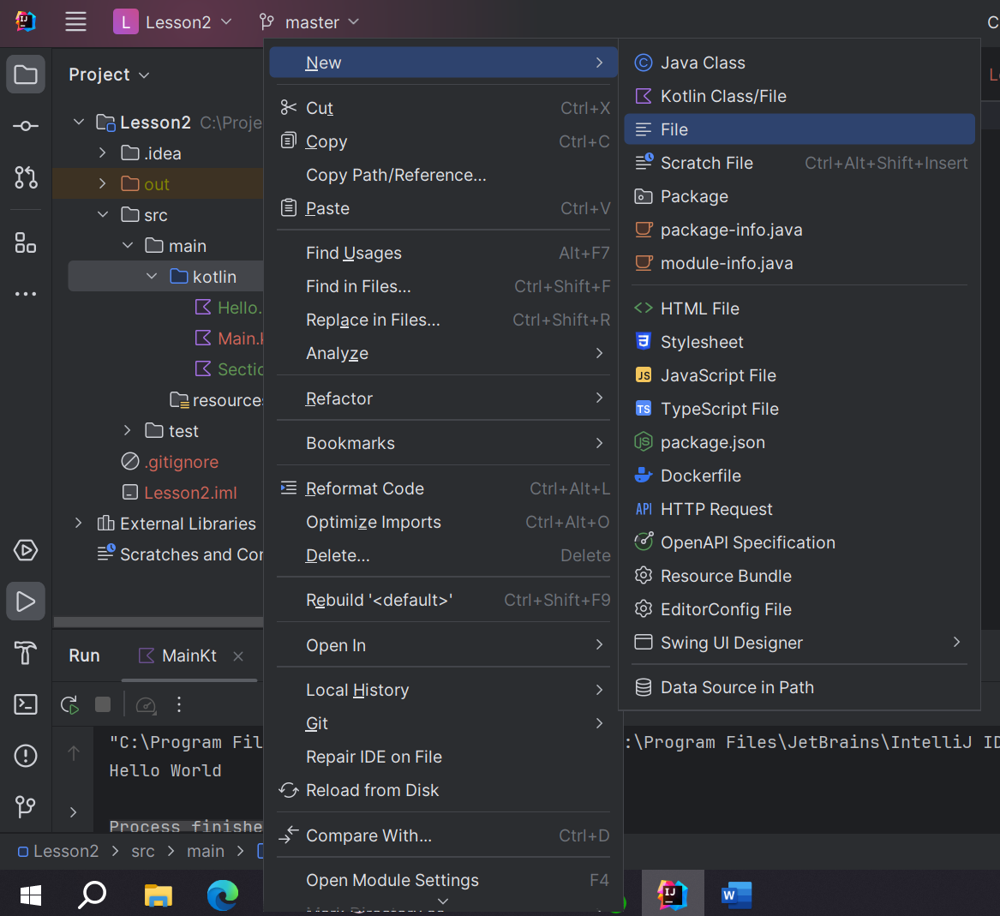 L Lesson2 master
C
Project
Lesson2 C:\Proje
.idea
out
src
main
kotlin
Hello.
Main.k
Sectio
resources
test
.gitignore
Lesson2.iml
External Libraries
Scratches and Con
New
Cut Ctrl+X
Copy Ctrl+C
Copy Path/Reference...
Paste Ctrl+V
Find Usages Alt+F7
Find in Files... Ctrl+Shift+F
Replace in Files... Ctrl+Shift+R
Analyze
Refactor
Bookmarks
Reformat Code Ctrl+Alt+L
Optimize Imports Ctrl+Alt+O
Delete... Delete
Rebuild '<default>' Ctrl+Shift+F9
Open In
Local History
Git
Repair IDE on File
Reload from Disk
Compare With... Ctrl+D
Open Module Settings F4
Java Class
Kotlin Class/File
File
Scratch File Ctrl+Alt+Shift+Insert
Package
package-info.java
module-info.java
HTML File
Stylesheet
JavaScript File
TypeScript File
package.json
Dockerfile
HTTP Request
OpenAPI Specification
Resource Bundle
EditorConfig File
Swing UI Designer
Data Source in Path
Run MainKt
"C:\Program Fil
:\Program Files\JetBrains\IntelliJ ID
Hello World
Process finishe
Lesson2 > src > main >